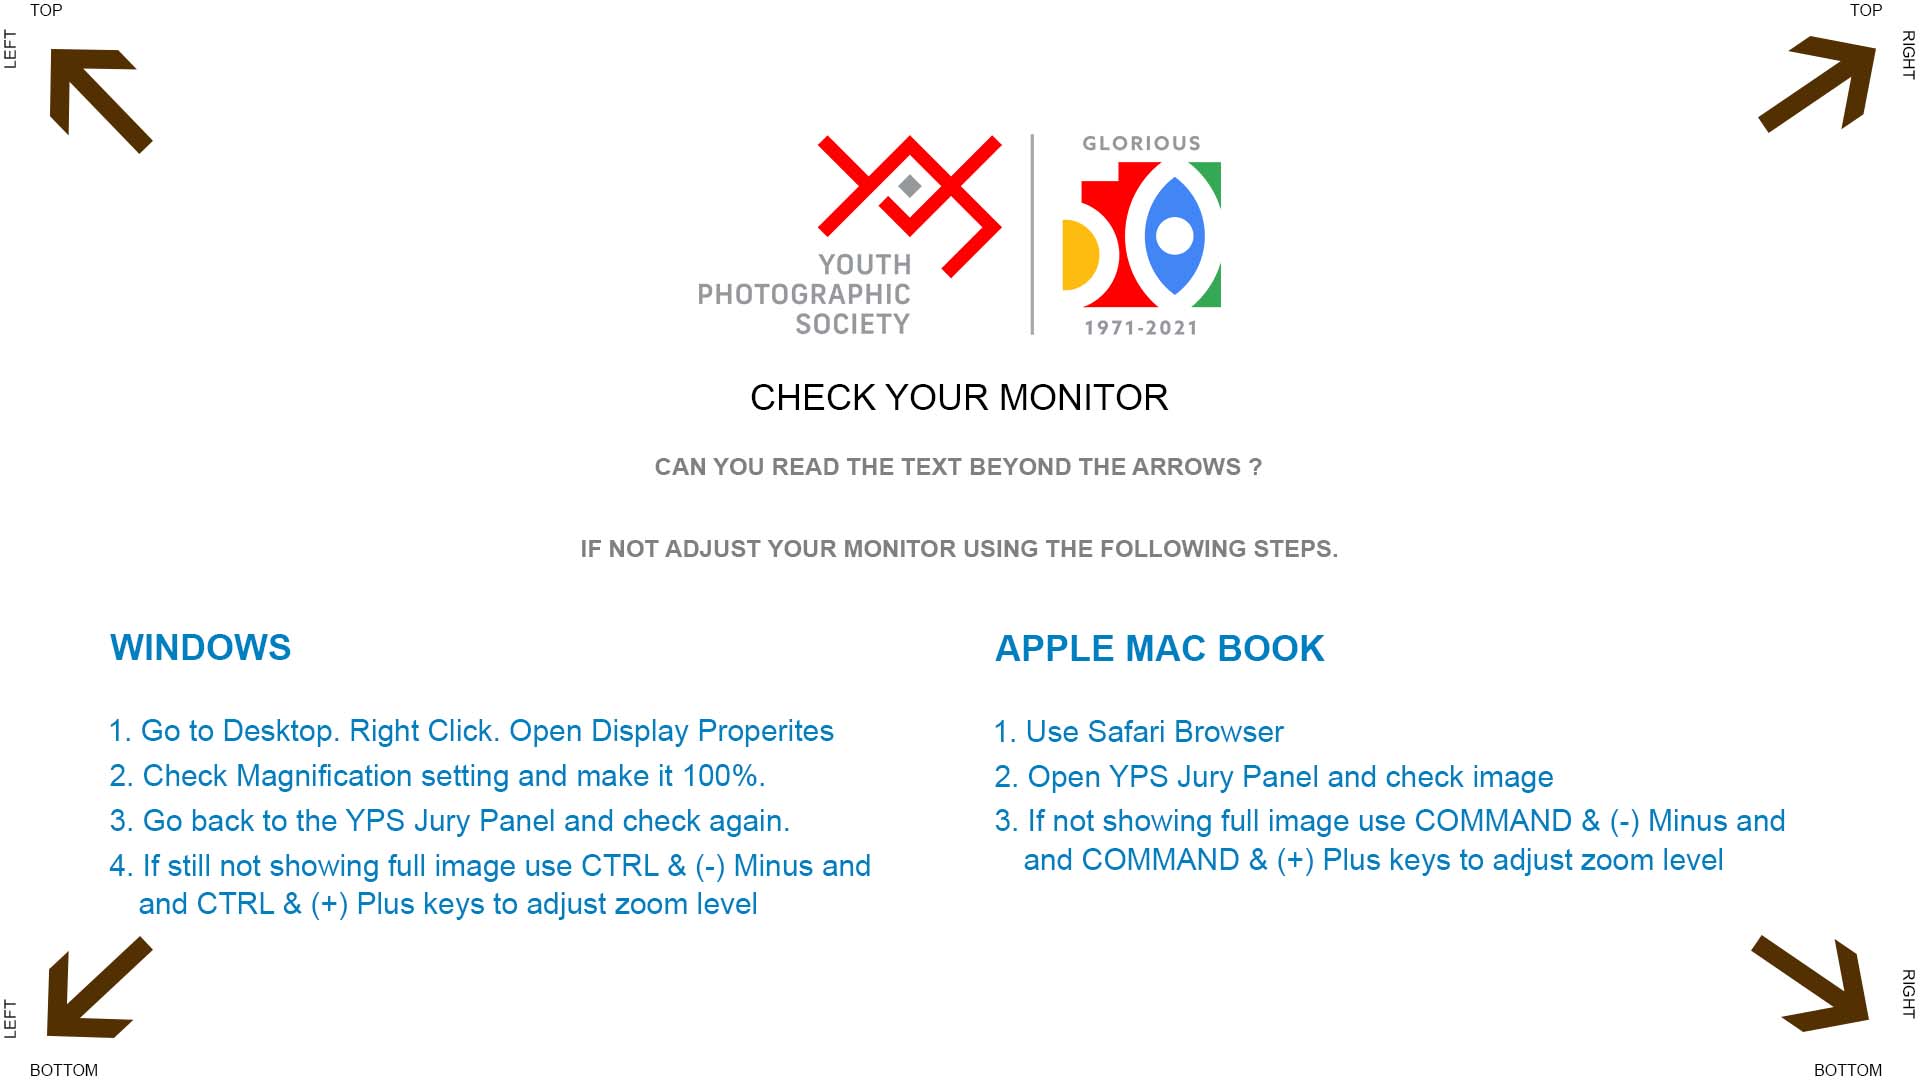 TOP
TOP
LEFT
RIGHT
GLORIOUS
YOUTH
PHOTOGRAPHIC
SOCIETY
1971-2021
CHECK YOUR MONITOR
CAN YOU READ THE TEXT BEYOND THE ARROWS ?
IF NOT ADJUST YOUR MONITOR USING THE FOLLOWING STEPS.
WINDOWS
1. Go to Desktop. Right Click. Open Display Properites
2. Check Magnification setting and make it 100%.
3. Go back to the YPS Jury Panel and check again.
4. If still not showing full image use CTRL & (-) Minus and
and CTRL & (+) Plus keys to adjust zoom level
APPLE MAC BOOK
1. Use Safari Browser
2. Open YPS Jury Panel and check image
3. If not showing full image use COMMAND & (-) Minus and
and COMMAND & (+) Plus keys to adjust zoom level
LEFT
RIGHT
BOTTOM
BOTTOM